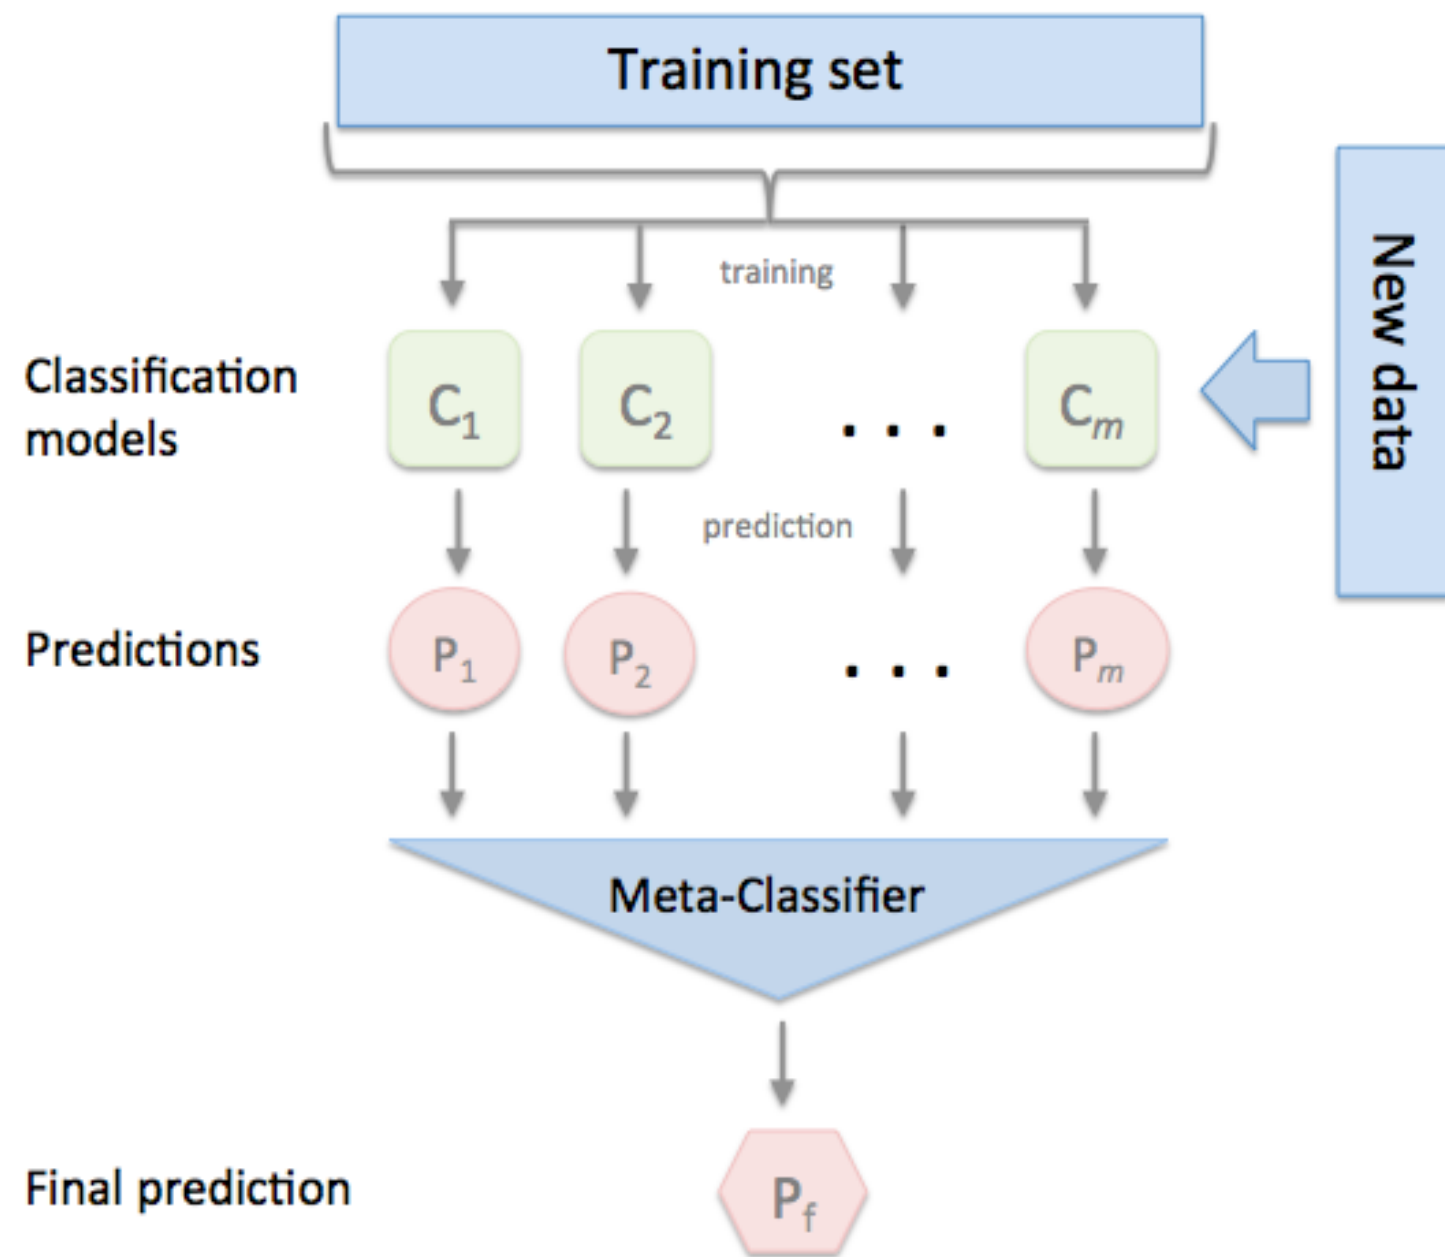 Training set
training
New data
Classification
models
C1
C2
. . .
Cm
prediction
Predictions
P1
P2
. . .
Pm
Meta-Classifier
Final prediction
Pf